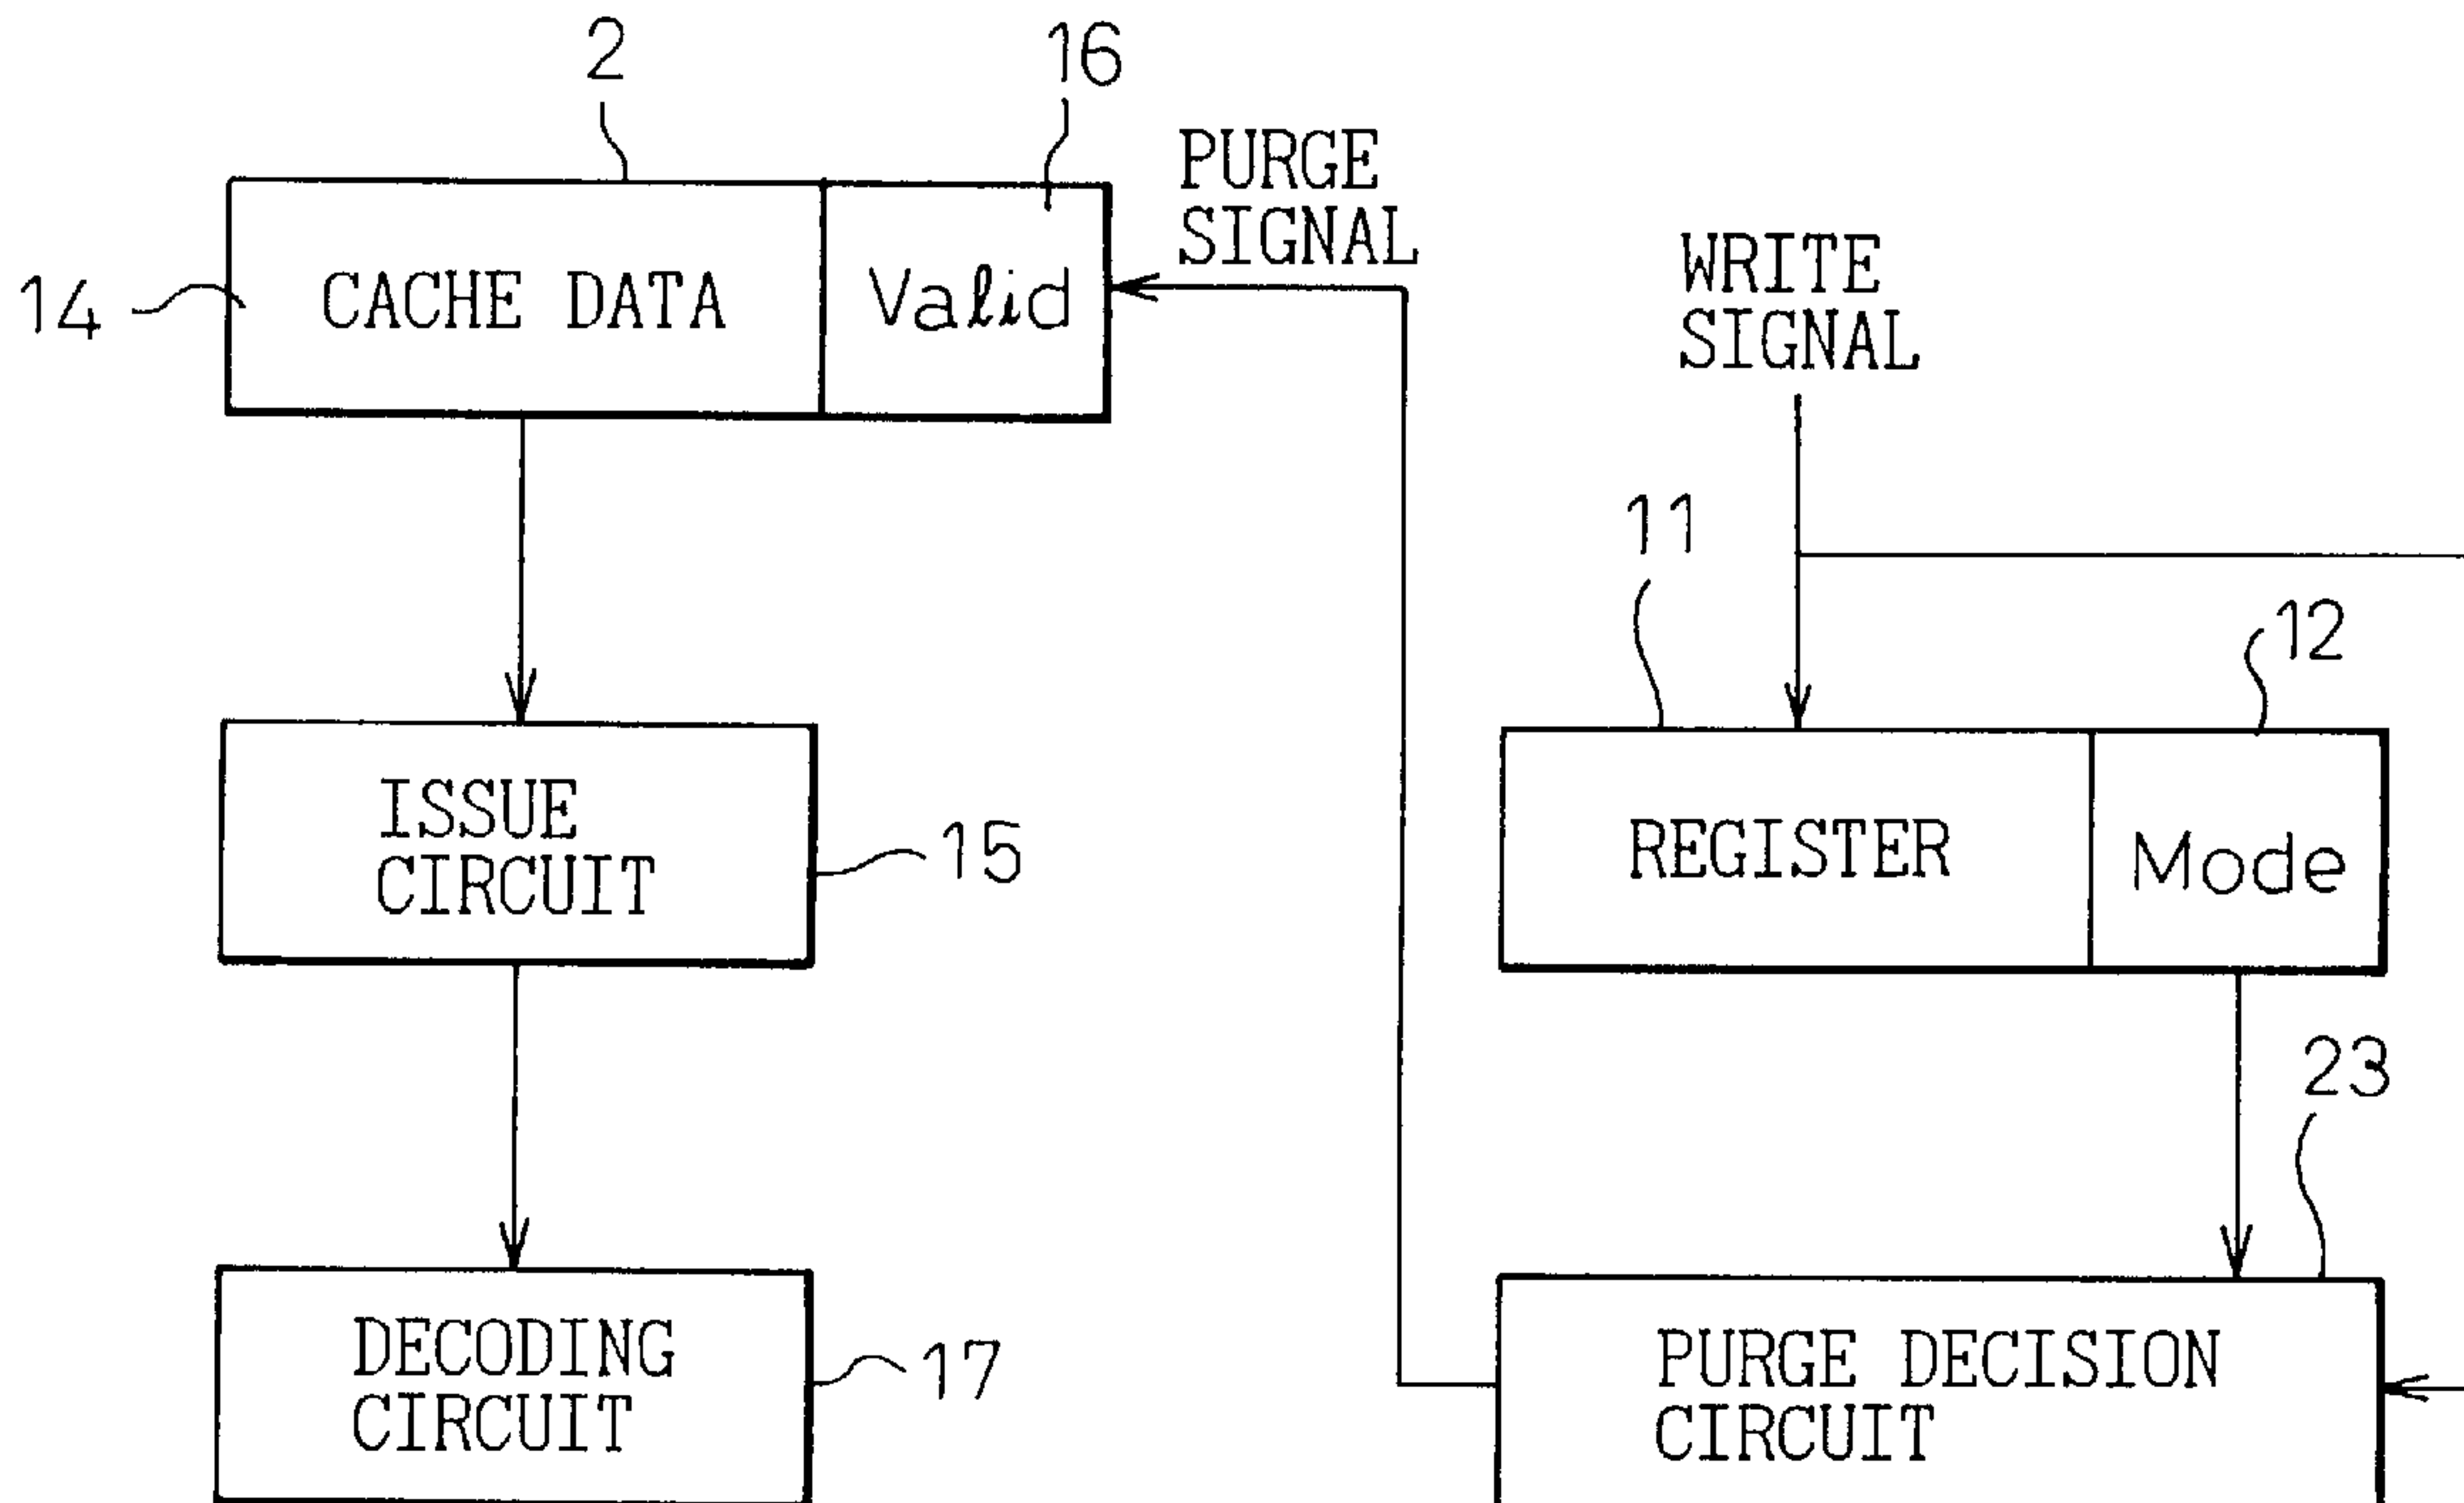 2
16
PURGE
SIGNAL
14
CACHE DATA
Valid
WRITE
SIGNAL
11
12
ISSUE
CIRCUIT
15
REGISTER
Mode
23
DECODING
CIRCUIT
17
PURGE DECISION
CIRCUIT